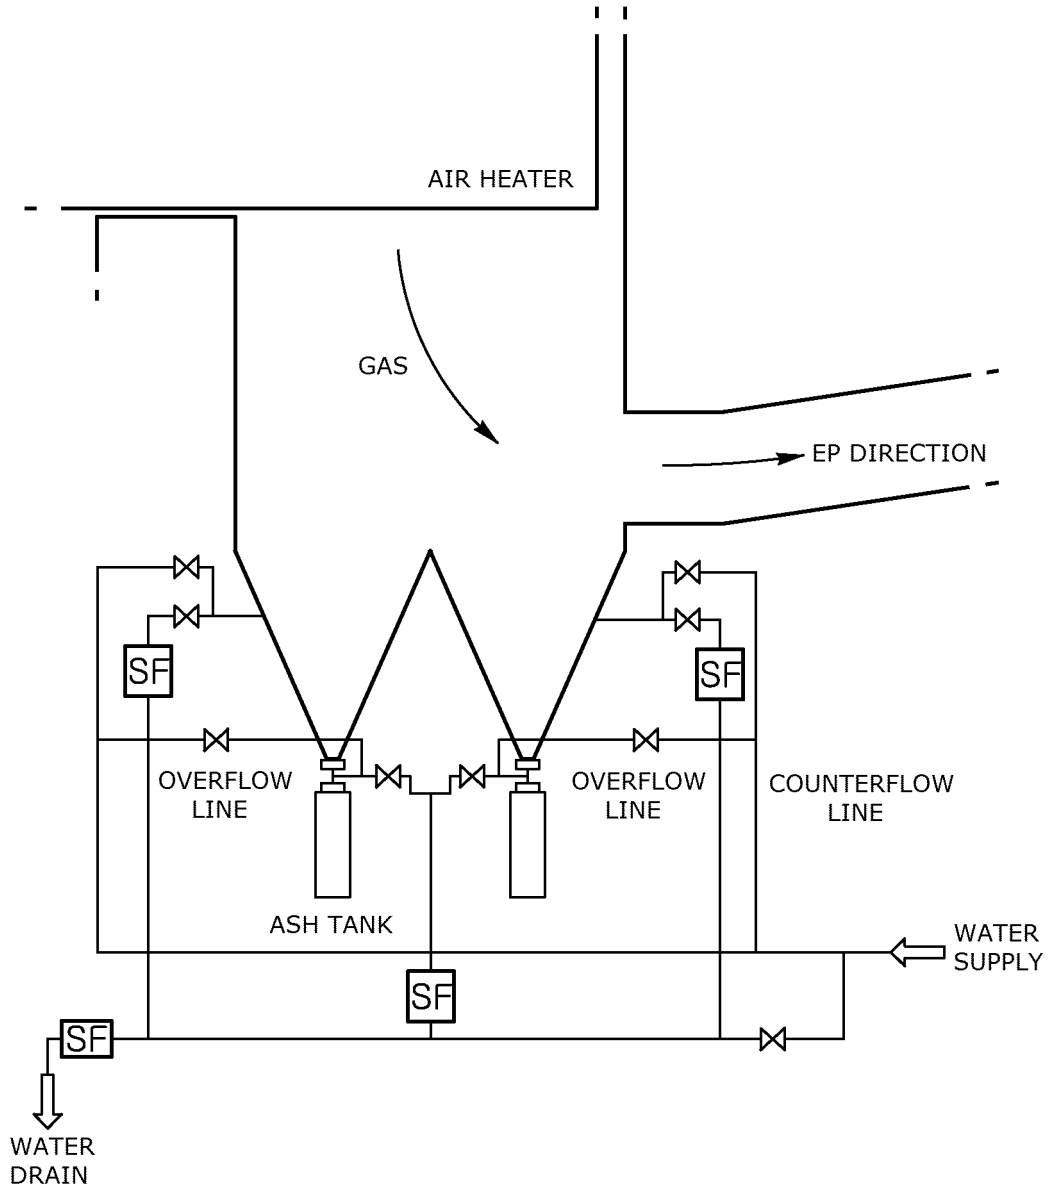 AIR HEATER
GAS
EP DIRECTION
SF
SF
OVERFLOW
LINE
OVERFLOW
LINE
COUNTERFLOW
LINE
ASH TANK
WATER
SUPPLY
SF
SF
WATER
DRAIN